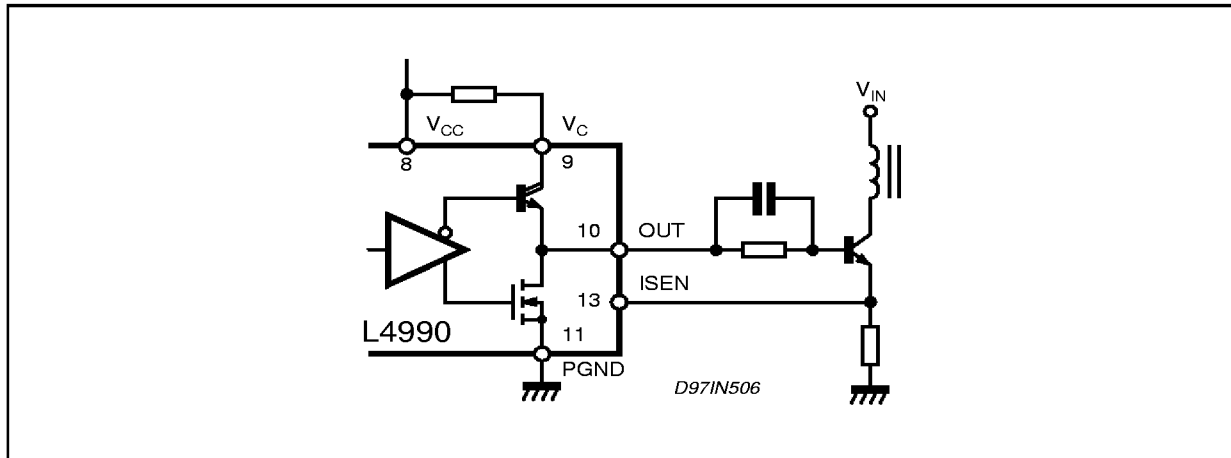 V_IN
V_CC
V_C
8
9
10
OUT
ISEN
13
11
L4990
PGND
D97IN506